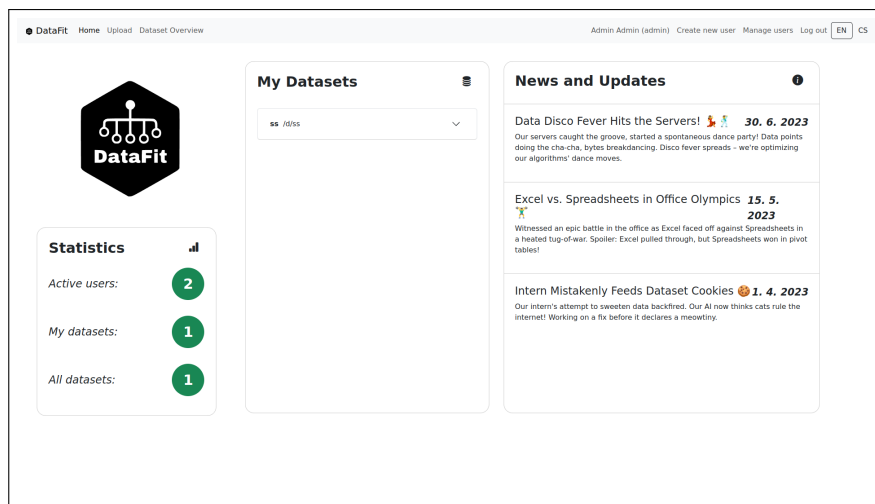 DataFit Home Upload Dataset Overview Admin Admin (admin) Create new user Manage users Log out EN CS
DataFit
Statistics
Active users: 2
My datasets: 1
All datasets: 1
My Datasets
ss /d/ss
News and Updates
Data Disco Fever Hits the Servers! 💃🕺 30. 6. 2023
Our servers caught the groove, started a spontaneous dance party! Data points
doing the cha-cha, bytes breakdancing. Disco fever spreads – we're optimizing
our algorithms' dance moves.
Excel vs. Spreadsheets in Office Olympics 15. 5.
🏋️ 2023
Witnessed an epic battle in the office as Excel faced off against Spreadsheets in
a heated tug-of-war. Spoiler: Excel pulled through, but Spreadsheets won in pivot
tables!
Intern Mistakenly Feeds Dataset Cookies 🍪 1. 4. 2023
Our intern's attempt to sweeten data backfired. Our AI now thinks cats rule the
internet! Working on a fix before it declares a meowtiny.